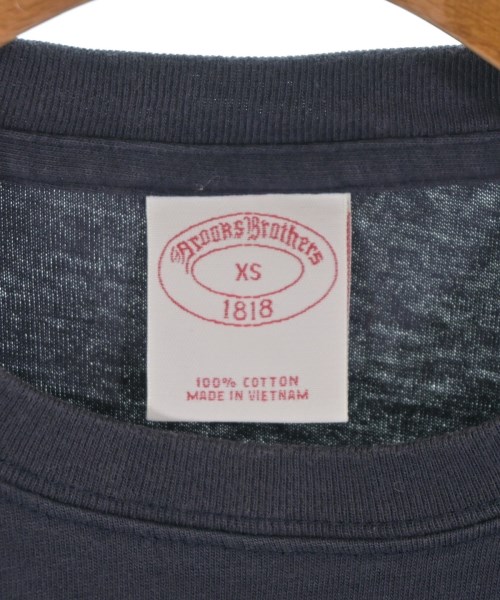 Brooks Brothers
XS
1818
100% COTTON
MADE IN VIETNAM